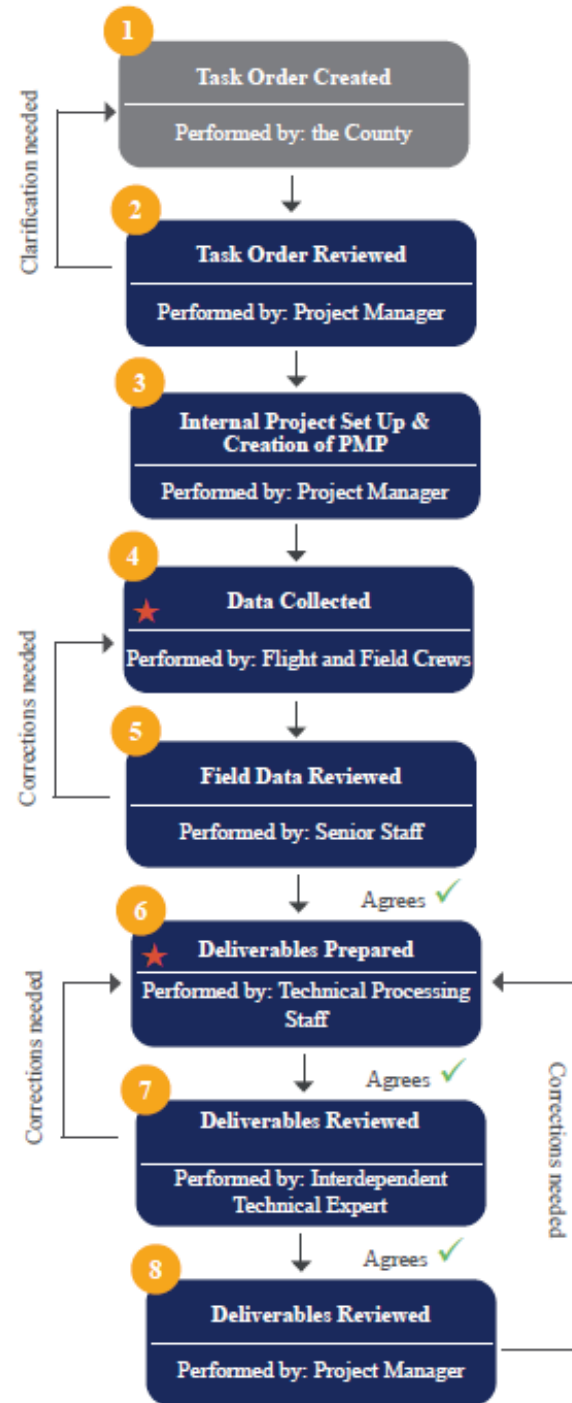 1
Task Order Created
Performed by: the County
Clarification needed
2
Task Order Reviewed
Performed by: Project Manager
3
Internal Project Set Up &
Creation of PMP
Performed by: Project Manager
4
Data Collected
Performed by: Flight and Field Crews
Corrections needed
5
Field Data Reviewed
Performed by: Senior Staff
Agrees
6
Deliverables Prepared
Performed by: Technical Processing
Staff
Corrections needed
Agrees
7
Deliverables Reviewed
Performed by: Interdependent
Technical Expert
Corrections needed
Agrees
8
Deliverables Reviewed
Performed by: Project Manager